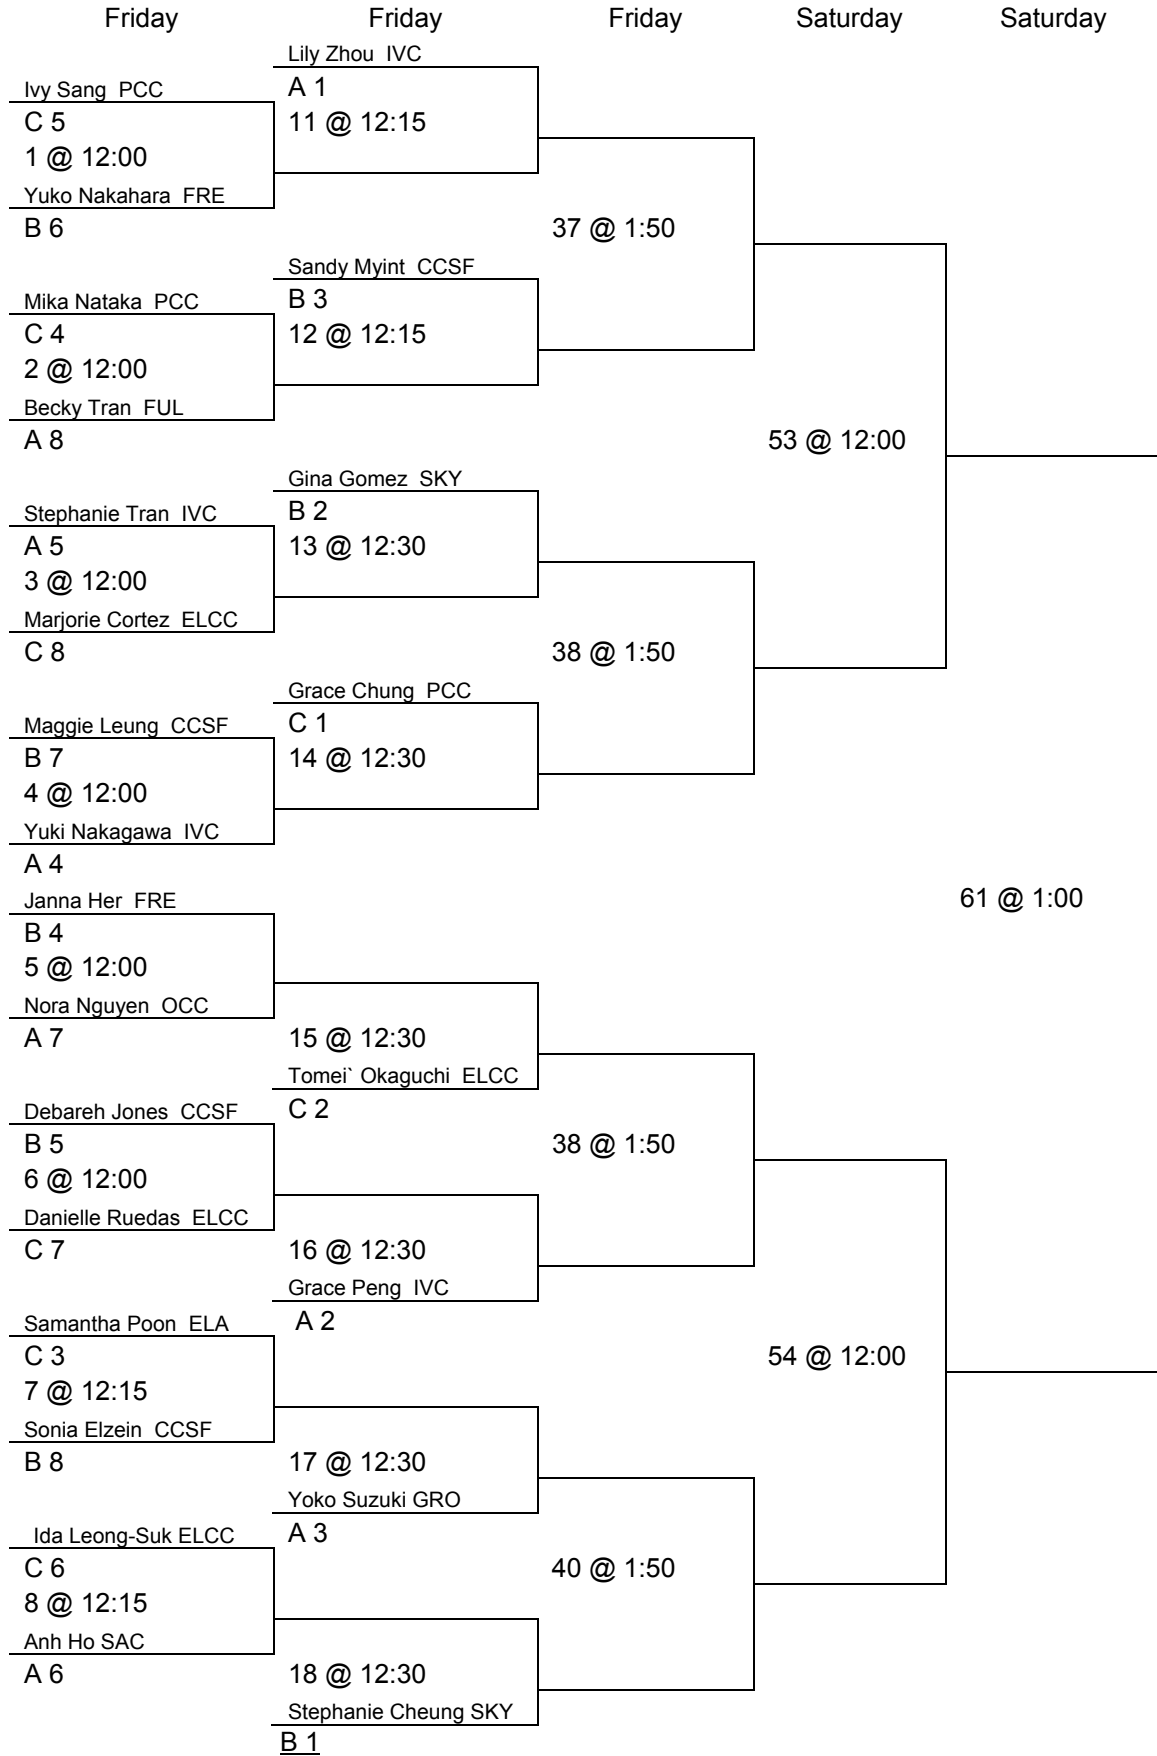 Friday Friday Friday Saturday Saturday
Lily Zhou IVC
Ivy Sang PCC
A 1
C 5
11 @ 12:15
1 @ 12:00
Yuko Nakahara FRE
B 6
37 @ 1:50
Sandy Myint CCSF
Mika Nataka PCC
B 3
C 4
12 @ 12:15
2 @ 12:00
Becky Tran FUL
A 8
53 @ 12:00
Gina Gomez SKY
Stephanie Tran IVC
B 2
A 5
13 @ 12:30
3 @ 12:00
Marjorie Cortez ELCC
C 8
38 @ 1:50
Grace Chung PCC
Maggie Leung CCSF
C 1
B 7
14 @ 12:30
4 @ 12:00
Yuki Nakagawa IVC
A 4
Janna Her FRE
61 @ 1:00
B 4
5 @ 12:00
Nora Nguyen OCC
A 7
15 @ 12:30
Tomei` Okaguchi ELCC
Debareh Jones CCSF
C 2
B 5
38 @ 1:50
6 @ 12:00
Danielle Ruedas ELCC
C 7
16 @ 12:30
Grace Peng IVC
Samantha Poon ELA
A 2
C 3
54 @ 12:00
7 @ 12:15
Sonia Elzein CCSF
B 8
17 @ 12:30
Yoko Suzuki GRO
Ida Leong-Suk ELCC
A 3
C 6
40 @ 1:50
8 @ 12:15
Anh Ho SAC
A 6
18 @ 12:30
Stephanie Cheung SKY
B 1